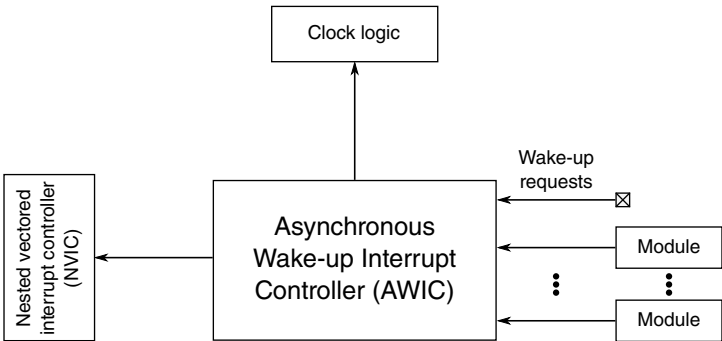 Clock logic
Wake-up
requests
Nested vectored
interrupt controller
(NVIC)
Asynchronous
Wake-up Interrupt
Controller (AWIC)
Module
Module